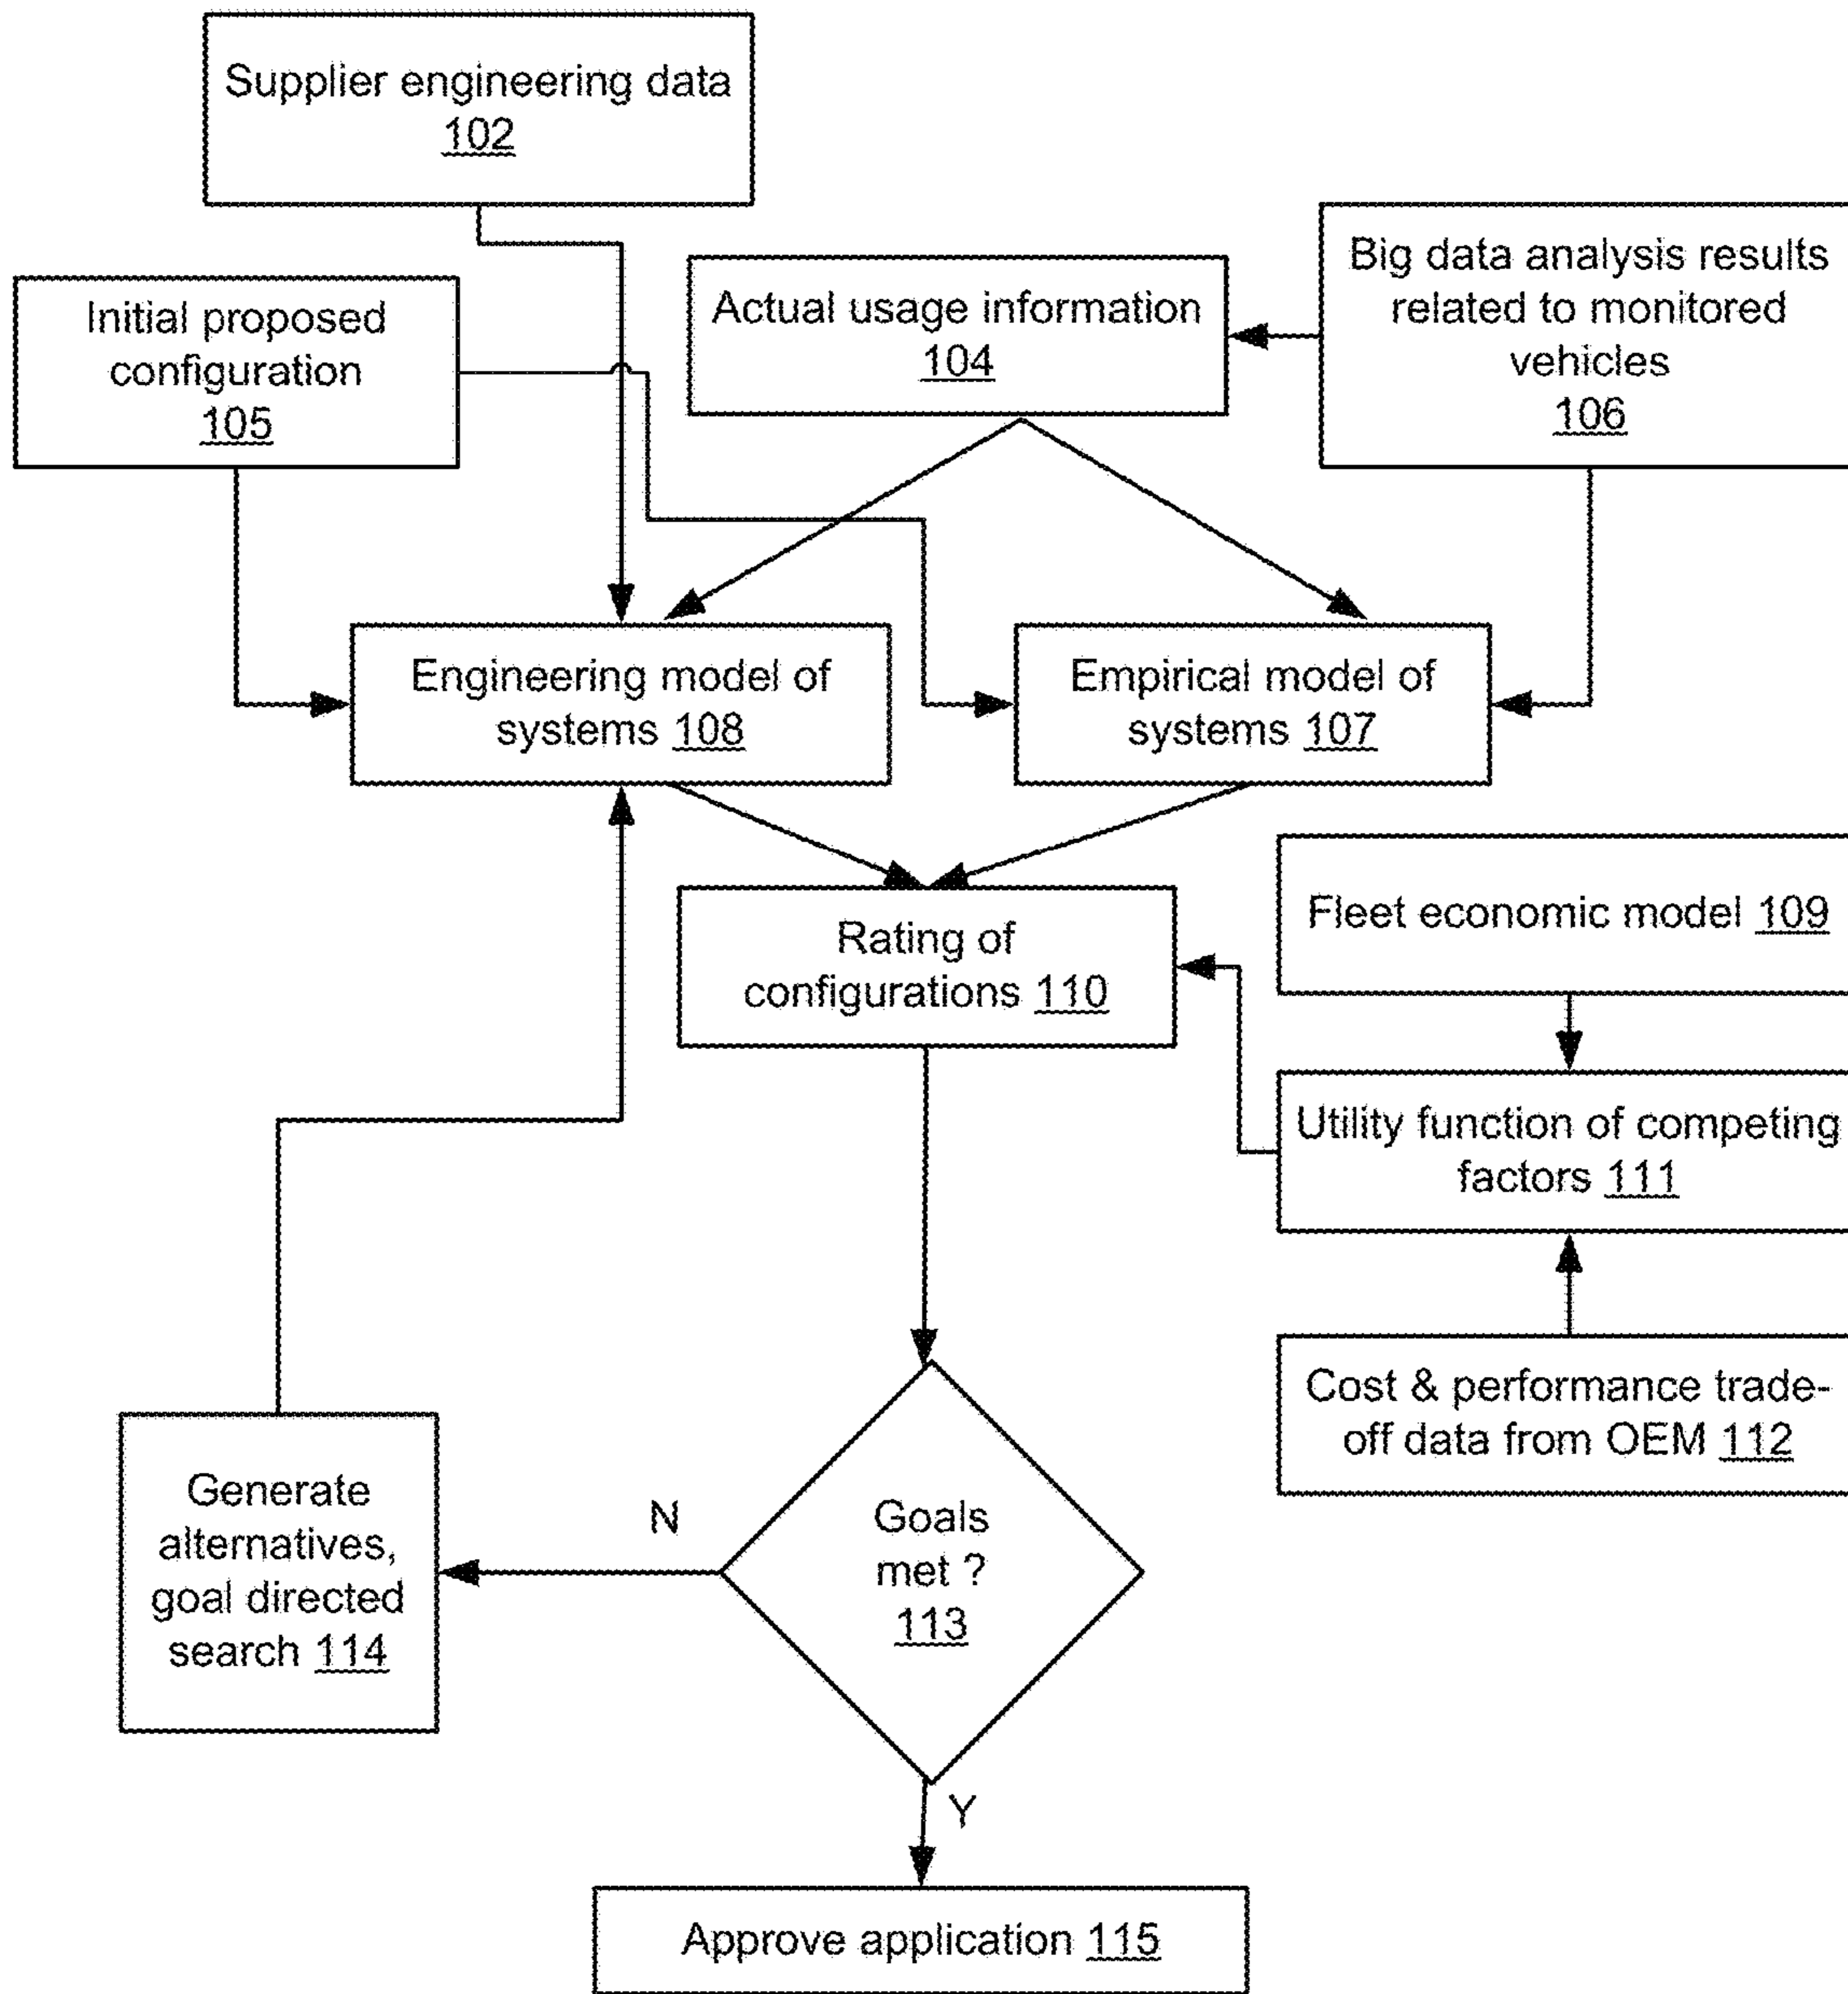 Supplier engineering data
102
Initial proposed
configuration
105
Actual usage information
104
Big data analysis results
related to monitored
vehicles
106
Engineering model of
systems 108
Empirical model of
systems 107
Rating of
configurations 110
Fleet economic model 109
Utility function of competing
factors 111
Cost & performance trade-
off data from OEM 112
Generate
alternatives,
goal directed
search 114
N
Goals
met ?
113
Y
Approve application 115